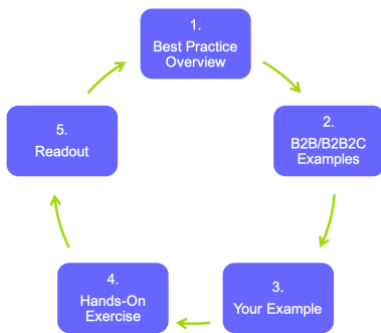 1.
Best Practice
Overview
2.
B2B/B2B2C
Examples
3.
Your Example
4.
Hands-On
Exercise
5.
Readout